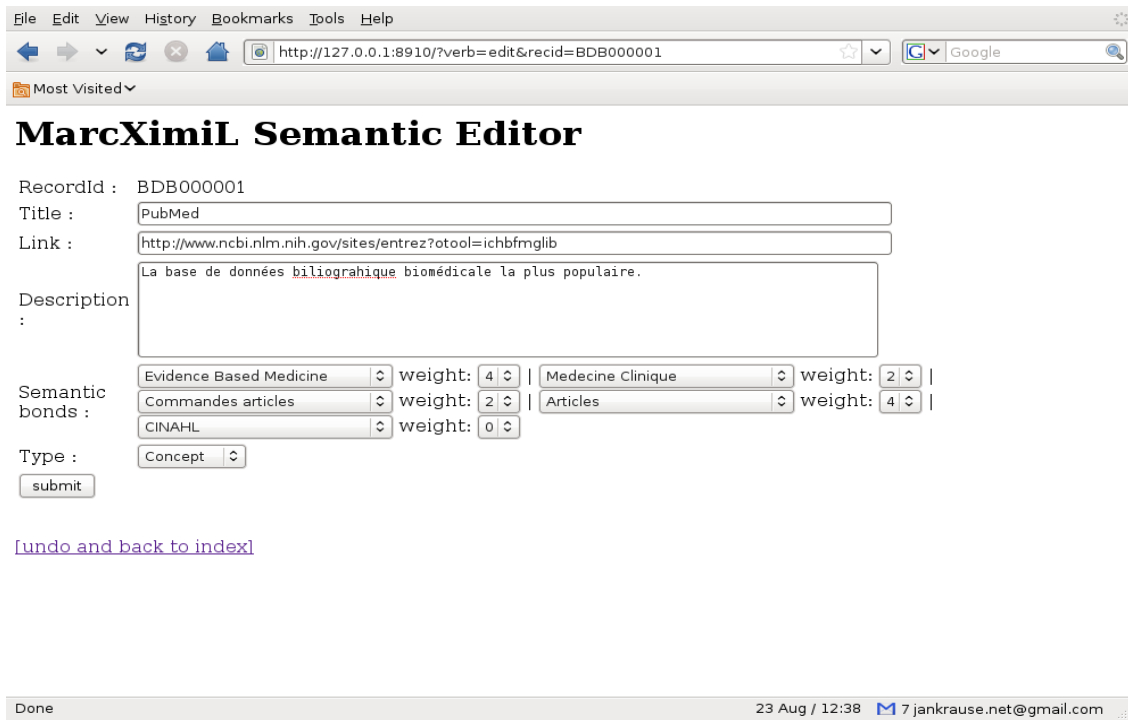 File Edit View History Bookmarks Tools Help
http://127.0.0.1:8910/?verb=edit&recid=BDB000001 G Google
Most Visited
MarcXimiL Semantic Editor
RecordId : BDB000001
Title : PubMed
Link : http://www.ncbi.nlm.nih.gov/sites/entrez?otool=ichbfmglib
La base de données biliograhique biomédicale la plus populaire.
Description
:
Evidence Based Medicine weight: 4 | Medecine Clinique weight: 2 |
Semantic
bonds :
Commandes articles weight: 2 | Articles weight: 4 |
CINAHL weight: 0
Type : Concept
submit
[undo and back to index]
Done 23 Aug / 12:38 7 jankrause.net@gmail.com